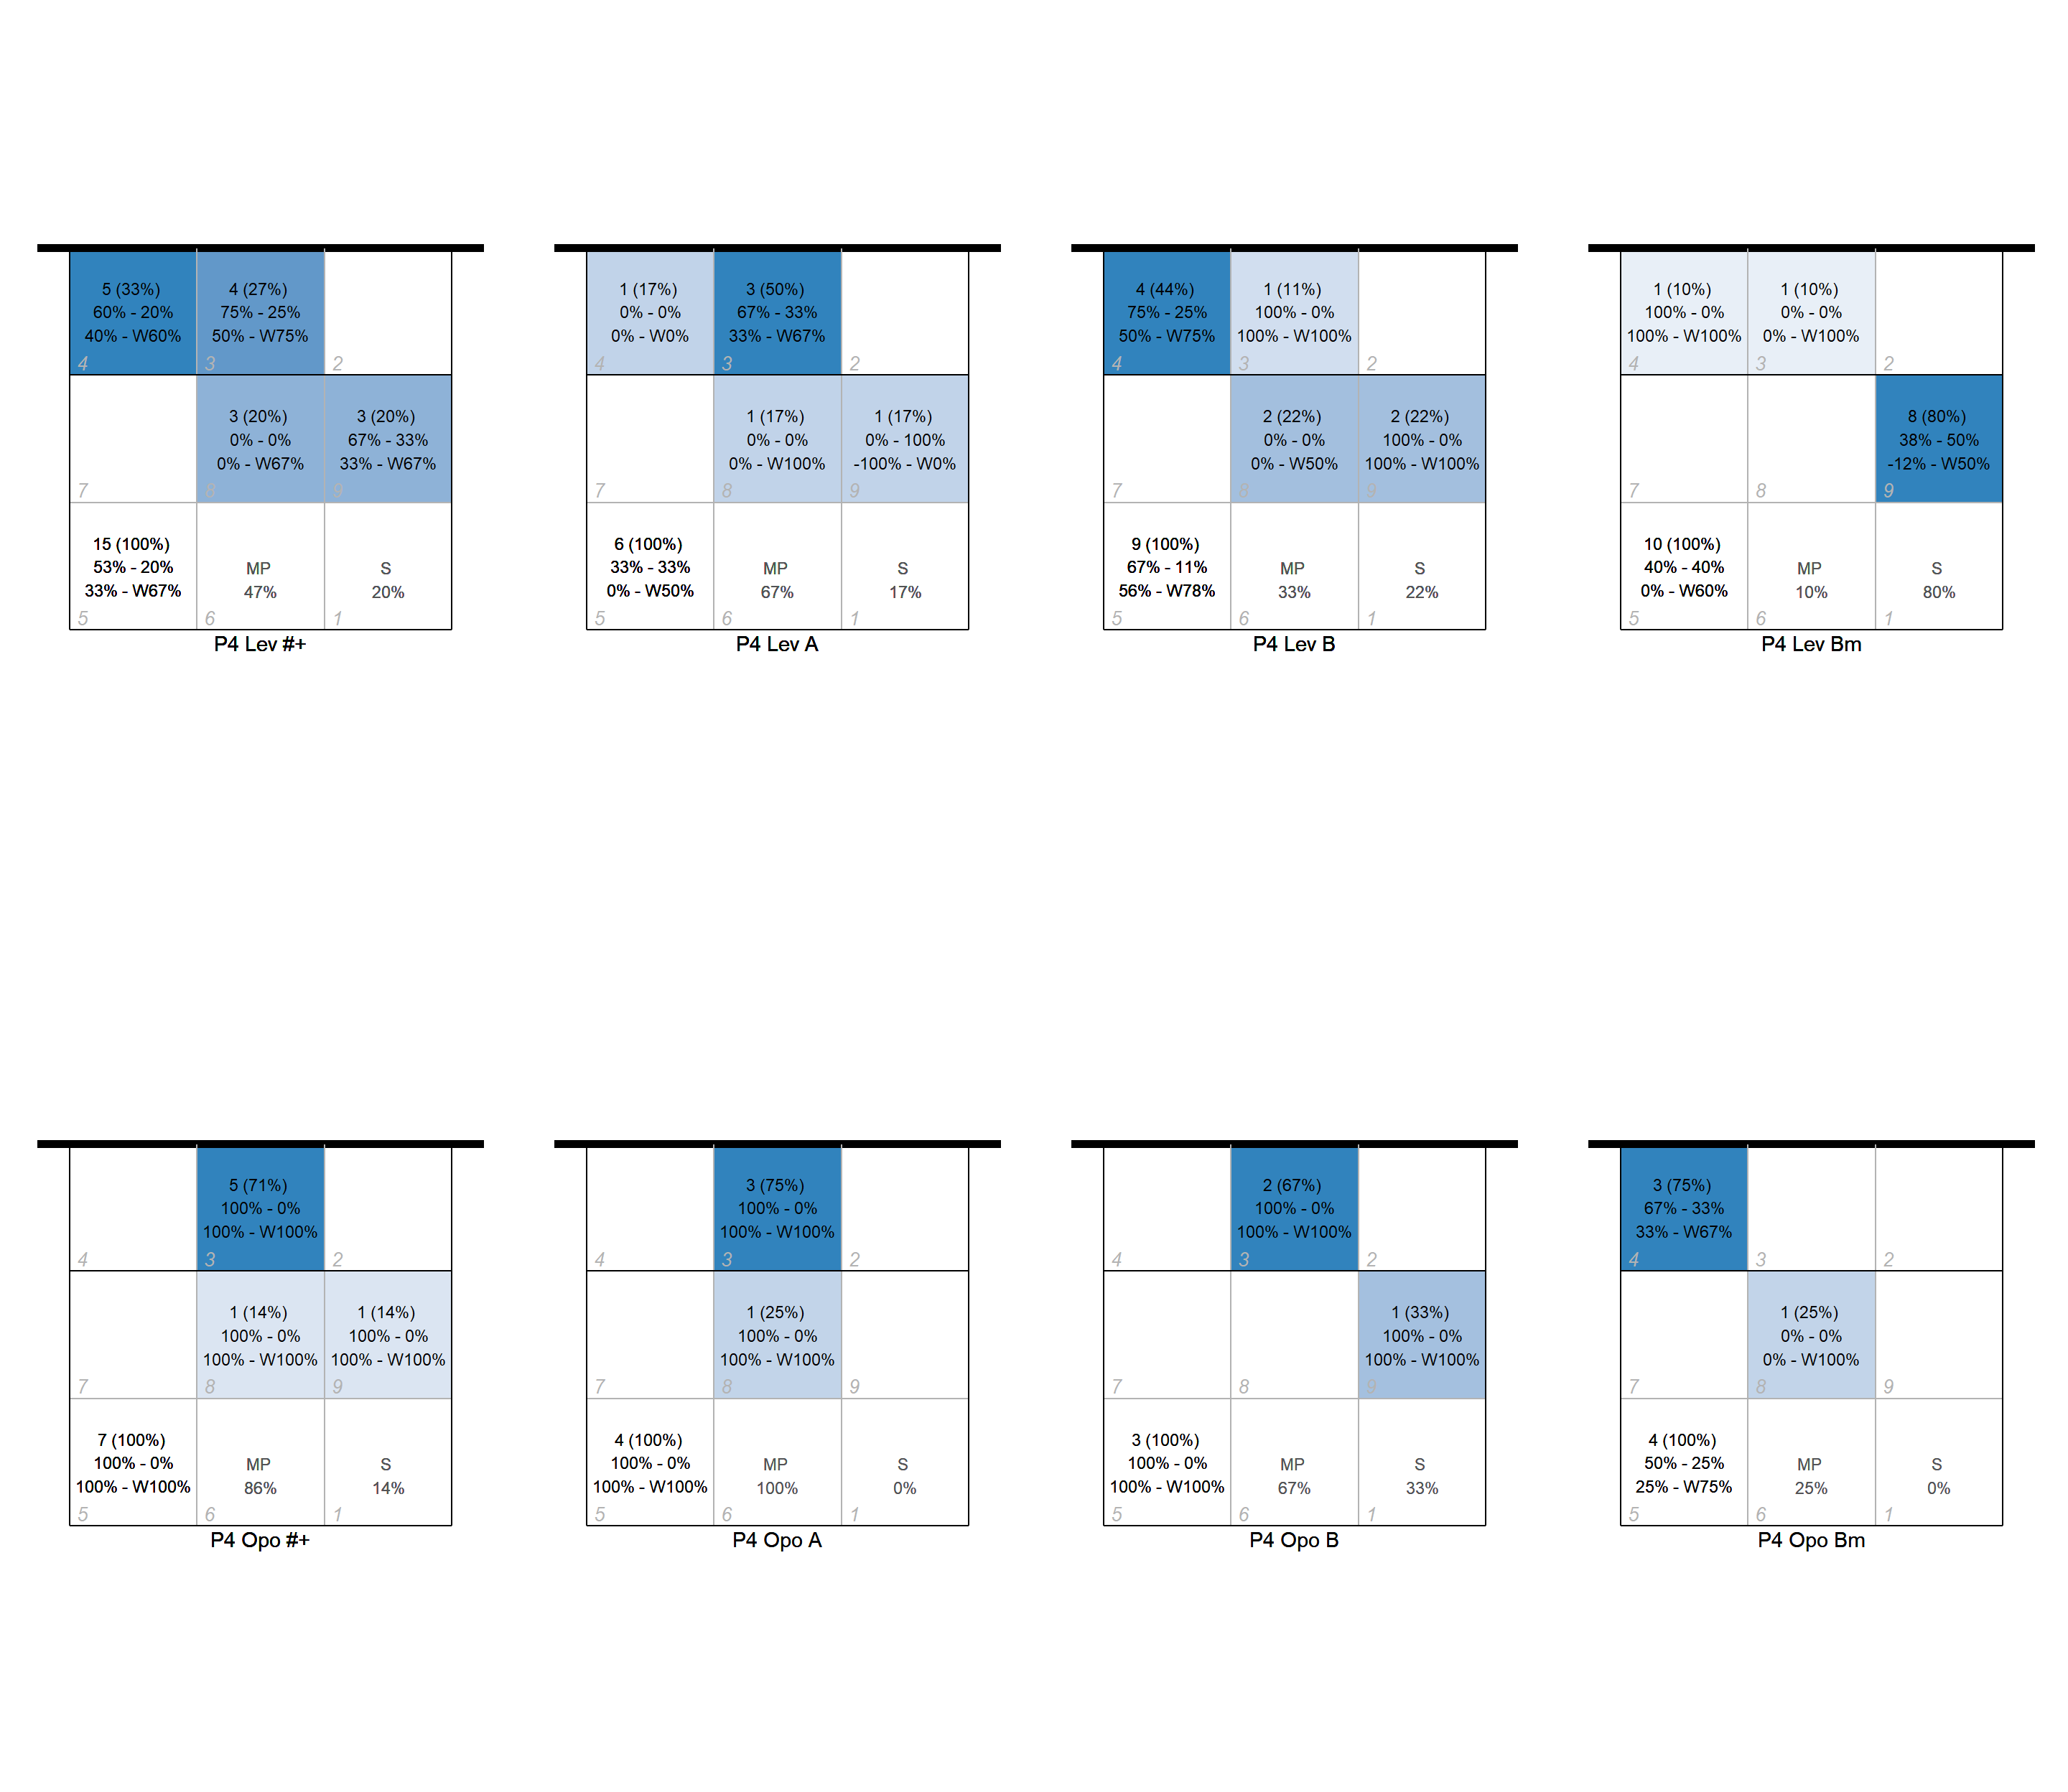 5 (33%)
60% - 20%
40% - W60%
4
4 (27%)
75% - 25%
50% - W75%
3
2
7
3 (20%)
0% - 0%
0% - W67%
8
3 (20%)
67% - 33%
33% - W67%
9
15 (100%)
53% - 20%
33% - W67%
5
MP
47%
6
S
20%
1
P4 Lev #+
1 (17%)
0% - 0%
0% - W0%
4
3 (50%)
67% - 33%
33% - W67%
3
2
7
1 (17%)
0% - 0%
0% - W100%
8
1 (17%)
0% - 100%
-100% - W0%
9
6 (100%)
33% - 33%
0% - W50%
5
MP
67%
6
S
17%
1
P4 Lev A
4 (44%)
75% - 25%
50% - W75%
4
1 (11%)
100% - 0%
100% - W100%
3
2
7
2 (22%)
0% - 0%
0% - W50%
8
2 (22%)
100% - 0%
100% - W100%
9
9 (100%)
67% - 11%
56% - W78%
5
MP
33%
6
S
22%
1
P4 Lev B
1 (10%)
100% - 0%
100% - W100%
4
1 (10%)
0% - 0%
0% - W100%
3
2
7
8
8 (80%)
38% - 50%
-12% - W50%
9
10 (100%)
40% - 40%
0% - W60%
5
MP
10%
6
S
80%
1
P4 Lev Bm
4
5 (71%)
100% - 0%
100% - W100%
3
2
7
1 (14%)
100% - 0%
100% - W100%
8
1 (14%)
100% - 0%
100% - W100%
9
7 (100%)
100% - 0%
100% - W100%
5
MP
86%
6
S
14%
1
P4 Opo #+
4
3 (75%)
100% - 0%
100% - W100%
3
2
7
1 (25%)
100% - 0%
100% - W100%
8
9
4 (100%)
100% - 0%
100% - W100%
5
MP
100%
6
S
0%
1
P4 Opo A
4
2 (67%)
100% - 0%
100% - W100%
3
2
7
8
1 (33%)
100% - 0%
100% - W100%
9
3 (100%)
100% - 0%
100% - W100%
5
MP
67%
6
S
33%
1
P4 Opo B
3 (75%)
67% - 33%
33% - W67%
4
3
2
7
1 (25%)
0% - 0%
0% - W100%
8
9
4 (100%)
50% - 25%
25% - W75%
5
MP
25%
6
S
0%
1
P4 Opo Bm